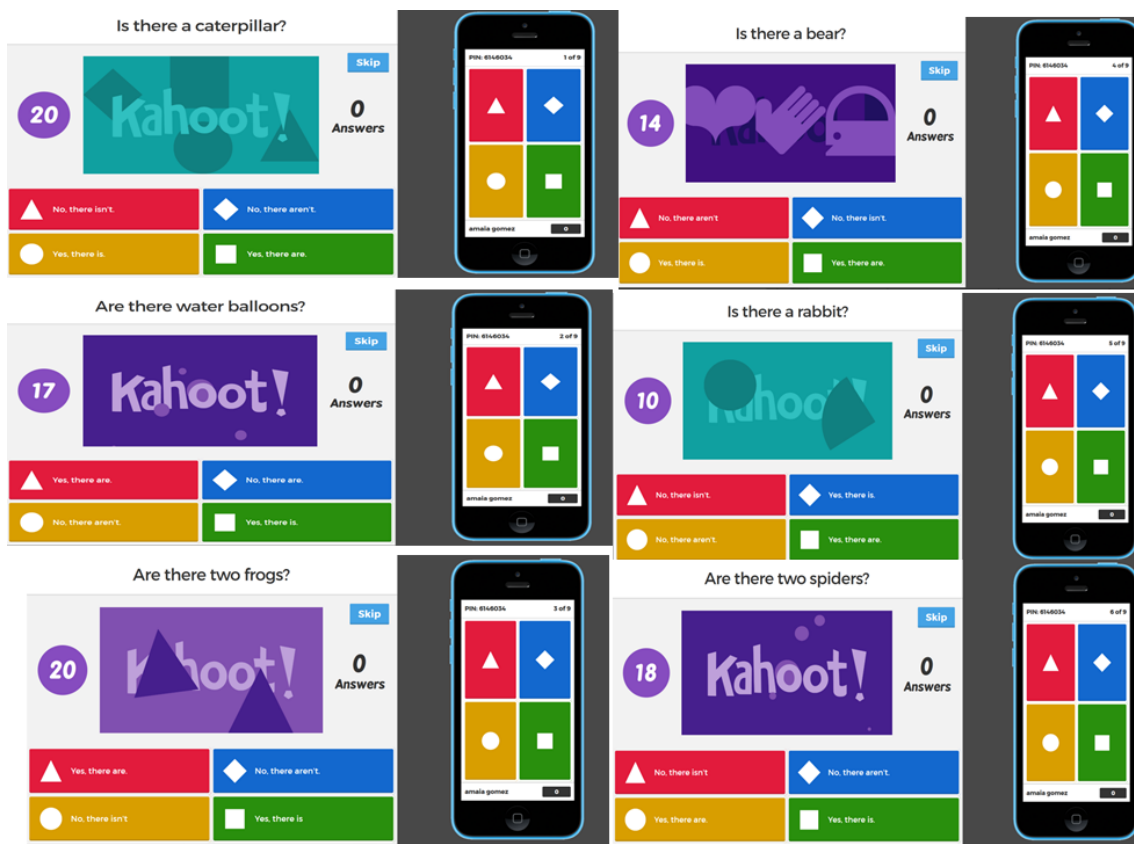 Is there a caterpillar?
Skip
20
Kahoot!
0
Answers
No, there isn't.
No, there aren't.
Yes, there is.
Yes, there are.
PIN: 6146034 1 of 9
amaia gomez 0
Is there a bear?
Skip
14
Kahoot!
0
Answers
No, there aren't
No, there isn't.
Yes, there is.
Yes, there are.
PIN: 6146034 4 of 9
amaia gomez 0
Are there water balloons?
Skip
17
Kahoot!
0
Answers
Yes, there are.
No, there are.
No, there aren't.
Yes, there is.
PIN: 6146034 2 of 9
amaia gomez 0
Is there a rabbit?
Skip
10
Kahoot!
0
Answers
No, there isn't.
Yes, there is.
No, there aren't.
Yes, there are.
PIN: 6146034 5 of 9
amaia gomez 0
Are there two frogs?
Skip
20
Kahoot!
0
Answers
Yes, there are.
No, there aren't.
No, there isn't
Yes, there is
PIN: 6146034 3 of 9
amaia gomez 0
Are there two spiders?
Skip
18
Kahoot!
0
Answers
No, there isn't
No, there aren't.
Yes, there are.
Yes, there is.
PIN: 6146034 6 of 9
amaia gomez 0